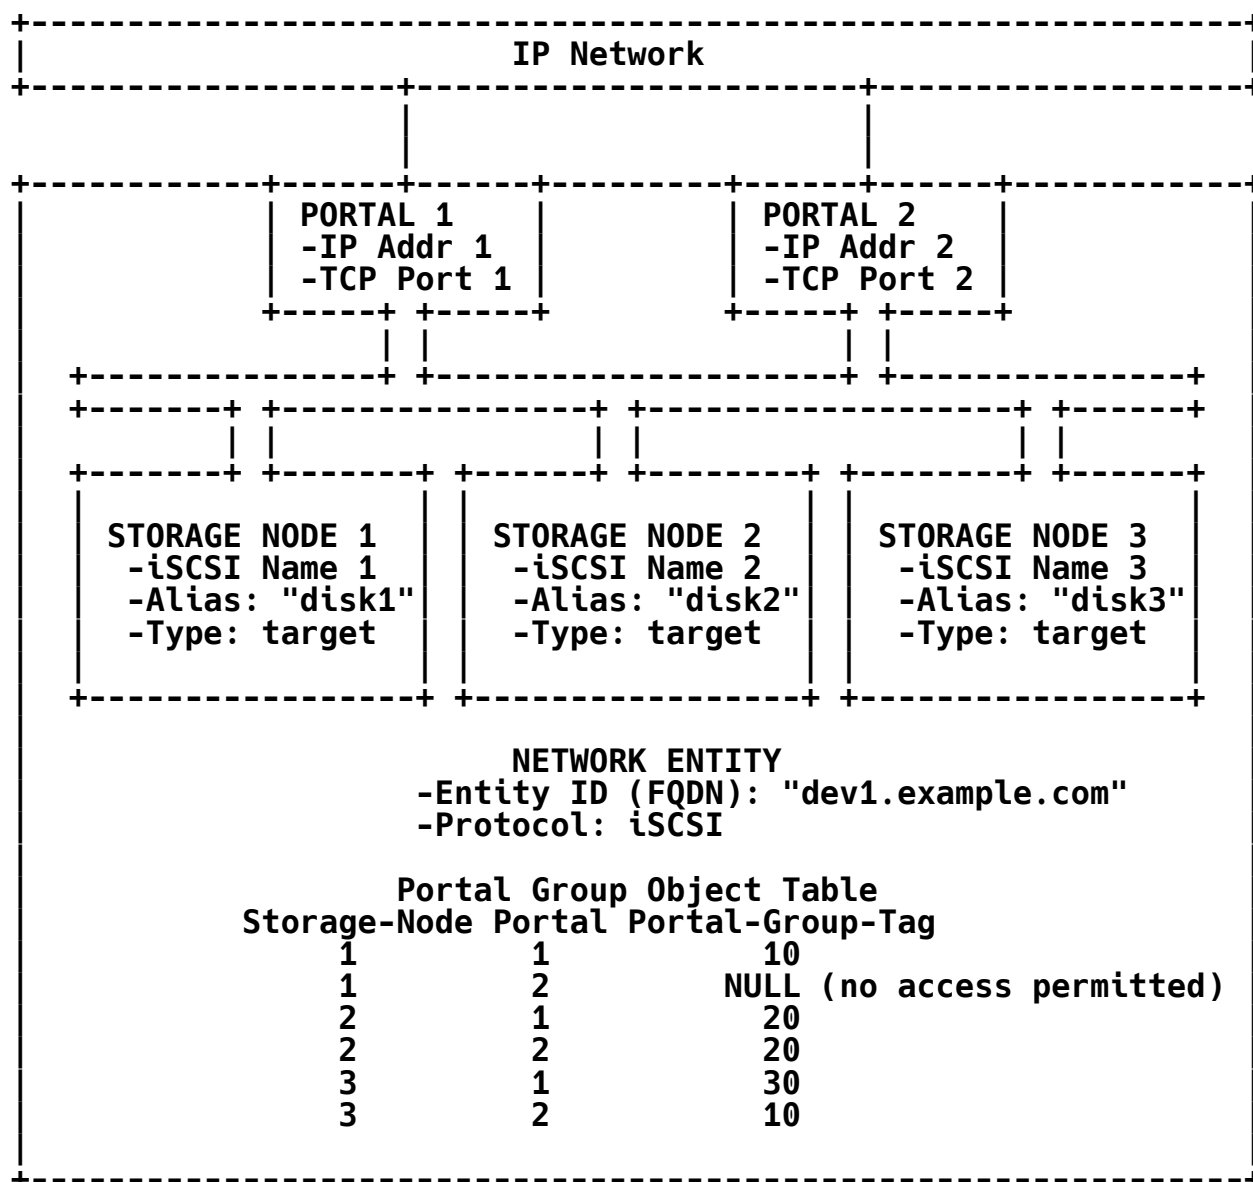 IP Network
PORTAL 1 PORTAL 2
-IP Addr 1 -IP Addr 2
-TCP Port 1 -TCP Port 2
STORAGE NODE 1 STORAGE NODE 2 STORAGE NODE 3
-iSCSI Name 1 -iSCSI Name 2 -iSCSI Name 3
-Alias: "disk1" -Alias: "disk2" -Alias: "disk3"
-Type: target -Type: target -Type: target
NETWORK ENTITY
-Entity ID (FQDN): "dev1.example.com"
-Protocol: iSCSI
Portal Group Object Table
Storage-Node Portal Portal-Group-Tag
1 1 10
1 2 NULL (no access permitted)
2 1 20
2 2 20
3 1 30
3 2 10